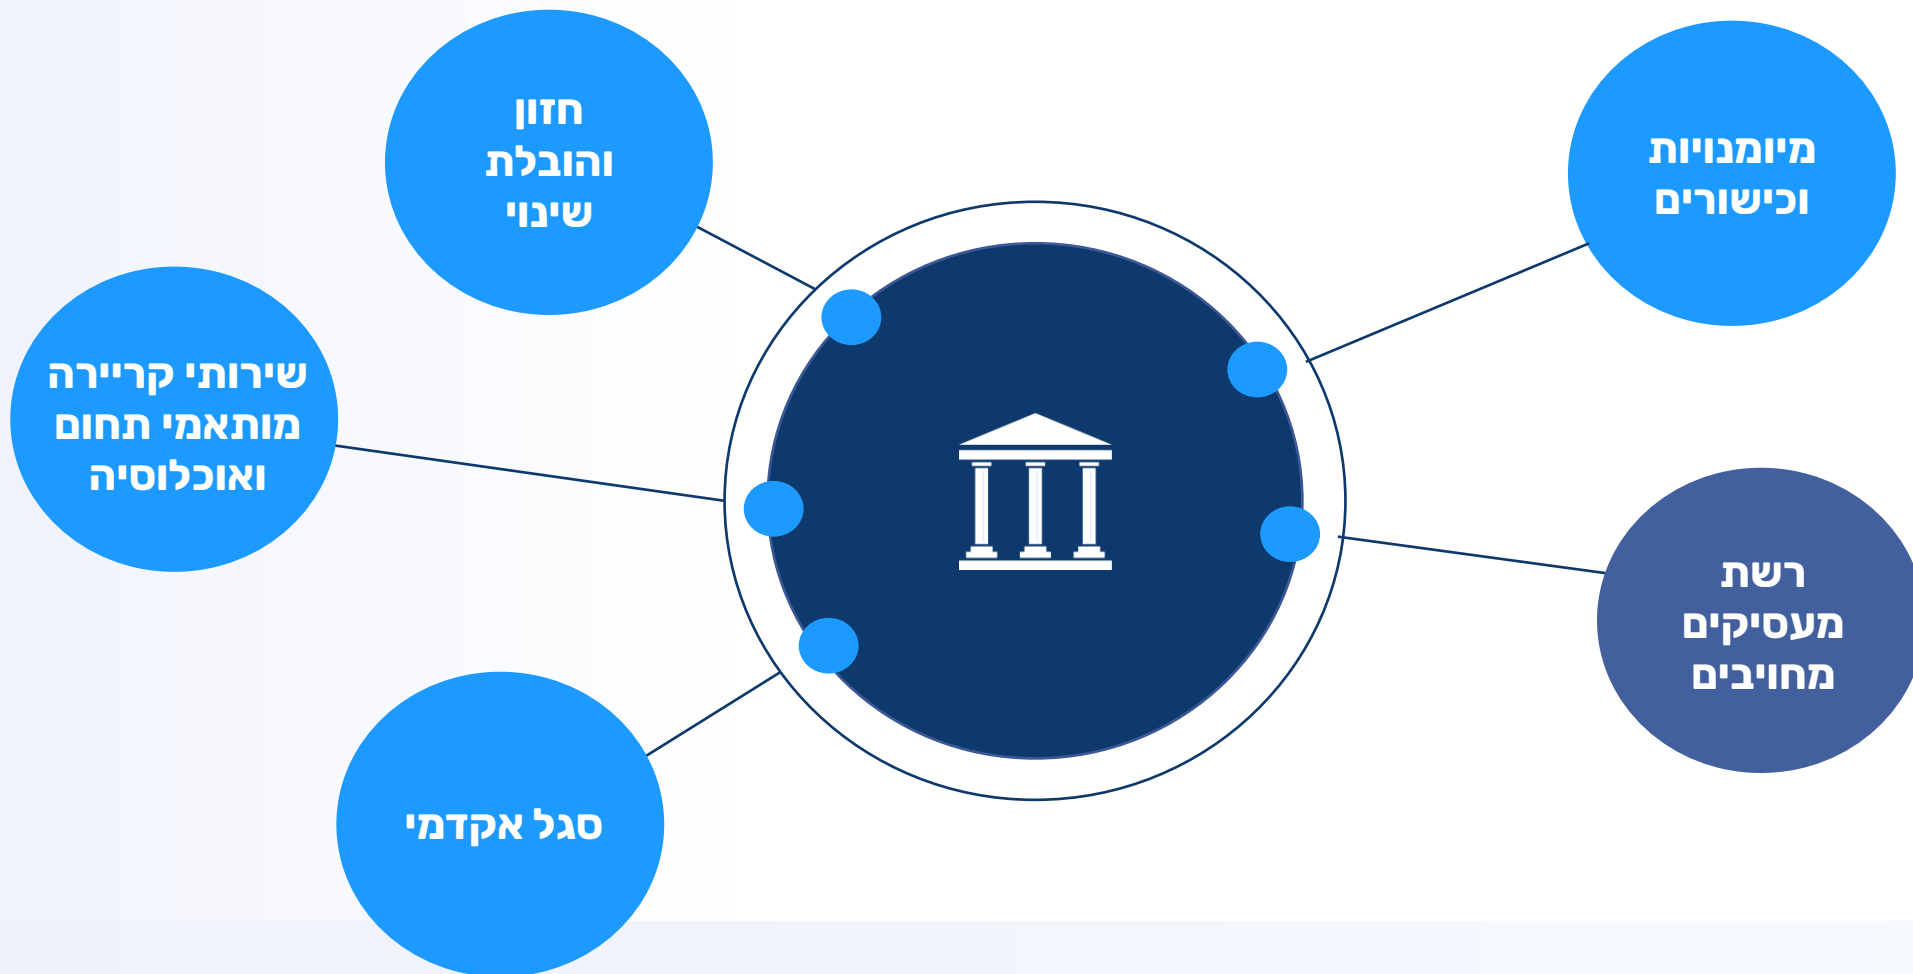 מיומנויות
וכישורים
רשת
מעסיקים
מחויבים
חזון
והובלת
שינוי
שירותי קריירה
מותאמי תחום
ואוכלוסיה
סגל אקדמי